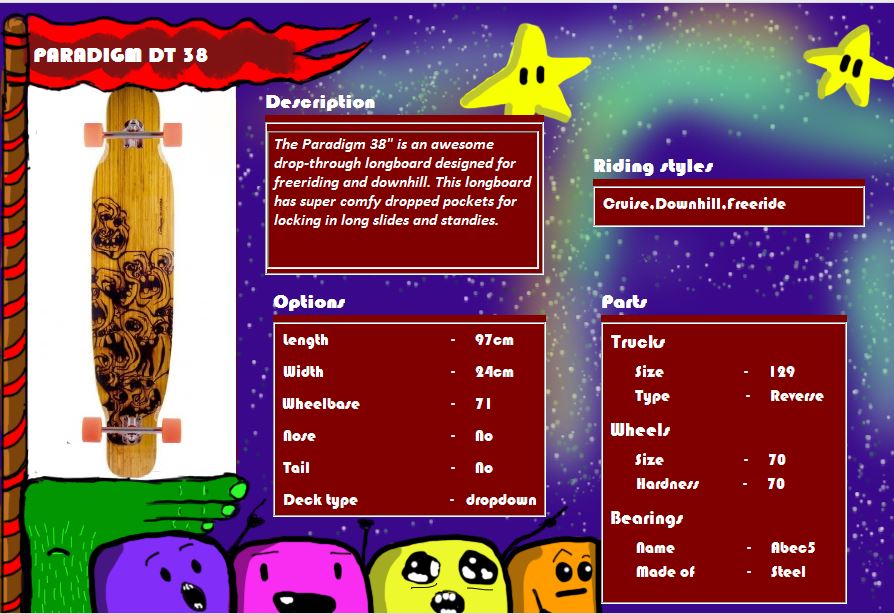 PARADIGM DT 38
Description
The Paradigm 38" is an awesome
drop-through longboard designed for
freeriding and downhill. This longboard
has super comfy dropped pockets for
locking in long slides and standies.
Riding styles
Cruise,Downhill,Freeride
Options
Length - 97cm
Width - 24cm
Wheelbase - 71
Nose - No
Tail - No
Deck type - dropdown
Parts
Trucks
Size - 129
Type - Reverse
Wheels
Size - 70
Hardness - 70
Bearings
Name - Abec5
Made of - Steel